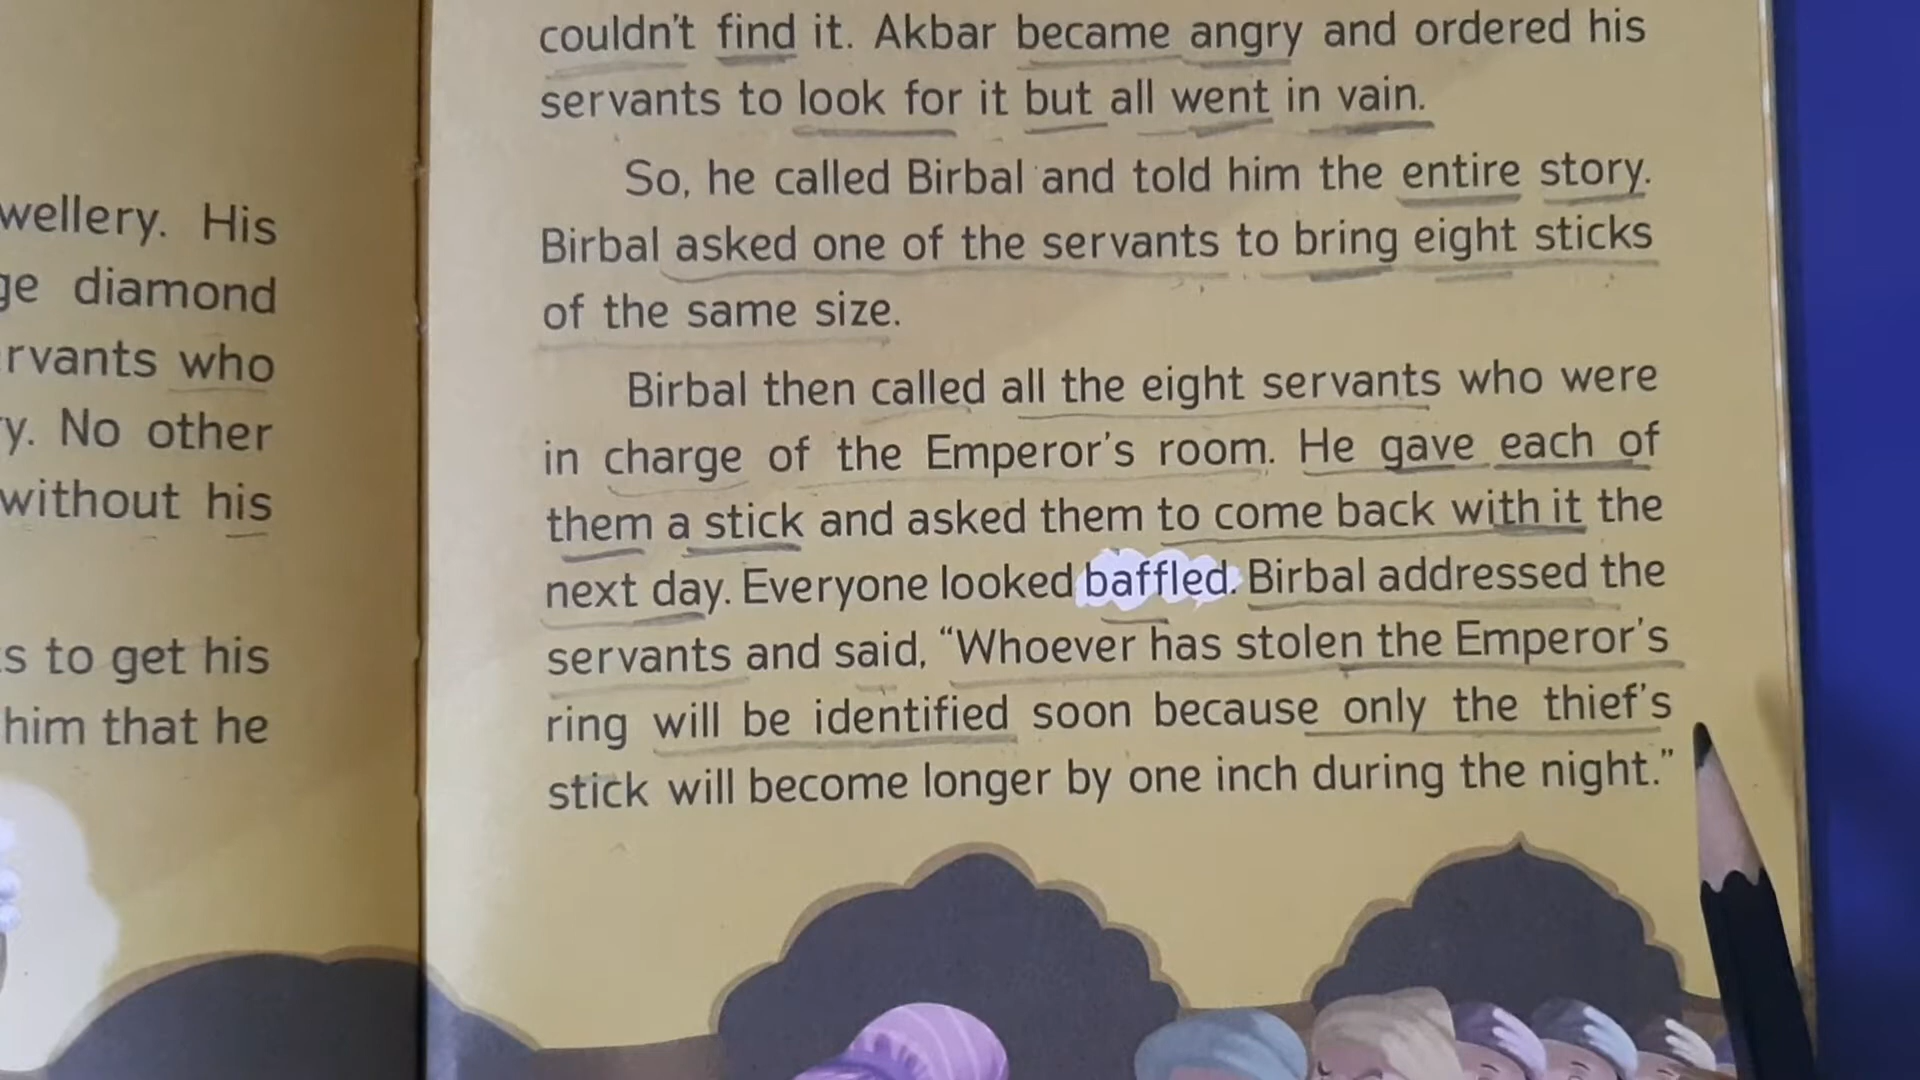 wellery. His
ge diamond
rvants who
y. No other
without his
s to get his
him that he
couldn't find it. Akbar became angry and ordered his
servants to look for it but all went in vain.
So, he called Birbal and told him the entire story.
Birbal asked one of the servants to bring eight sticks
of the same size.
Birbal then called all the eight servants who were
in charge of the Emperor's room. He gave each of
them a stick and asked them to come back with it the
next day. Everyone looked baffled. Birbal addressed the
servants and said, “Whoever has stolen the Emperor's
ring will be identified soon because only the thief's
stick will become longer by one inch during the night.”